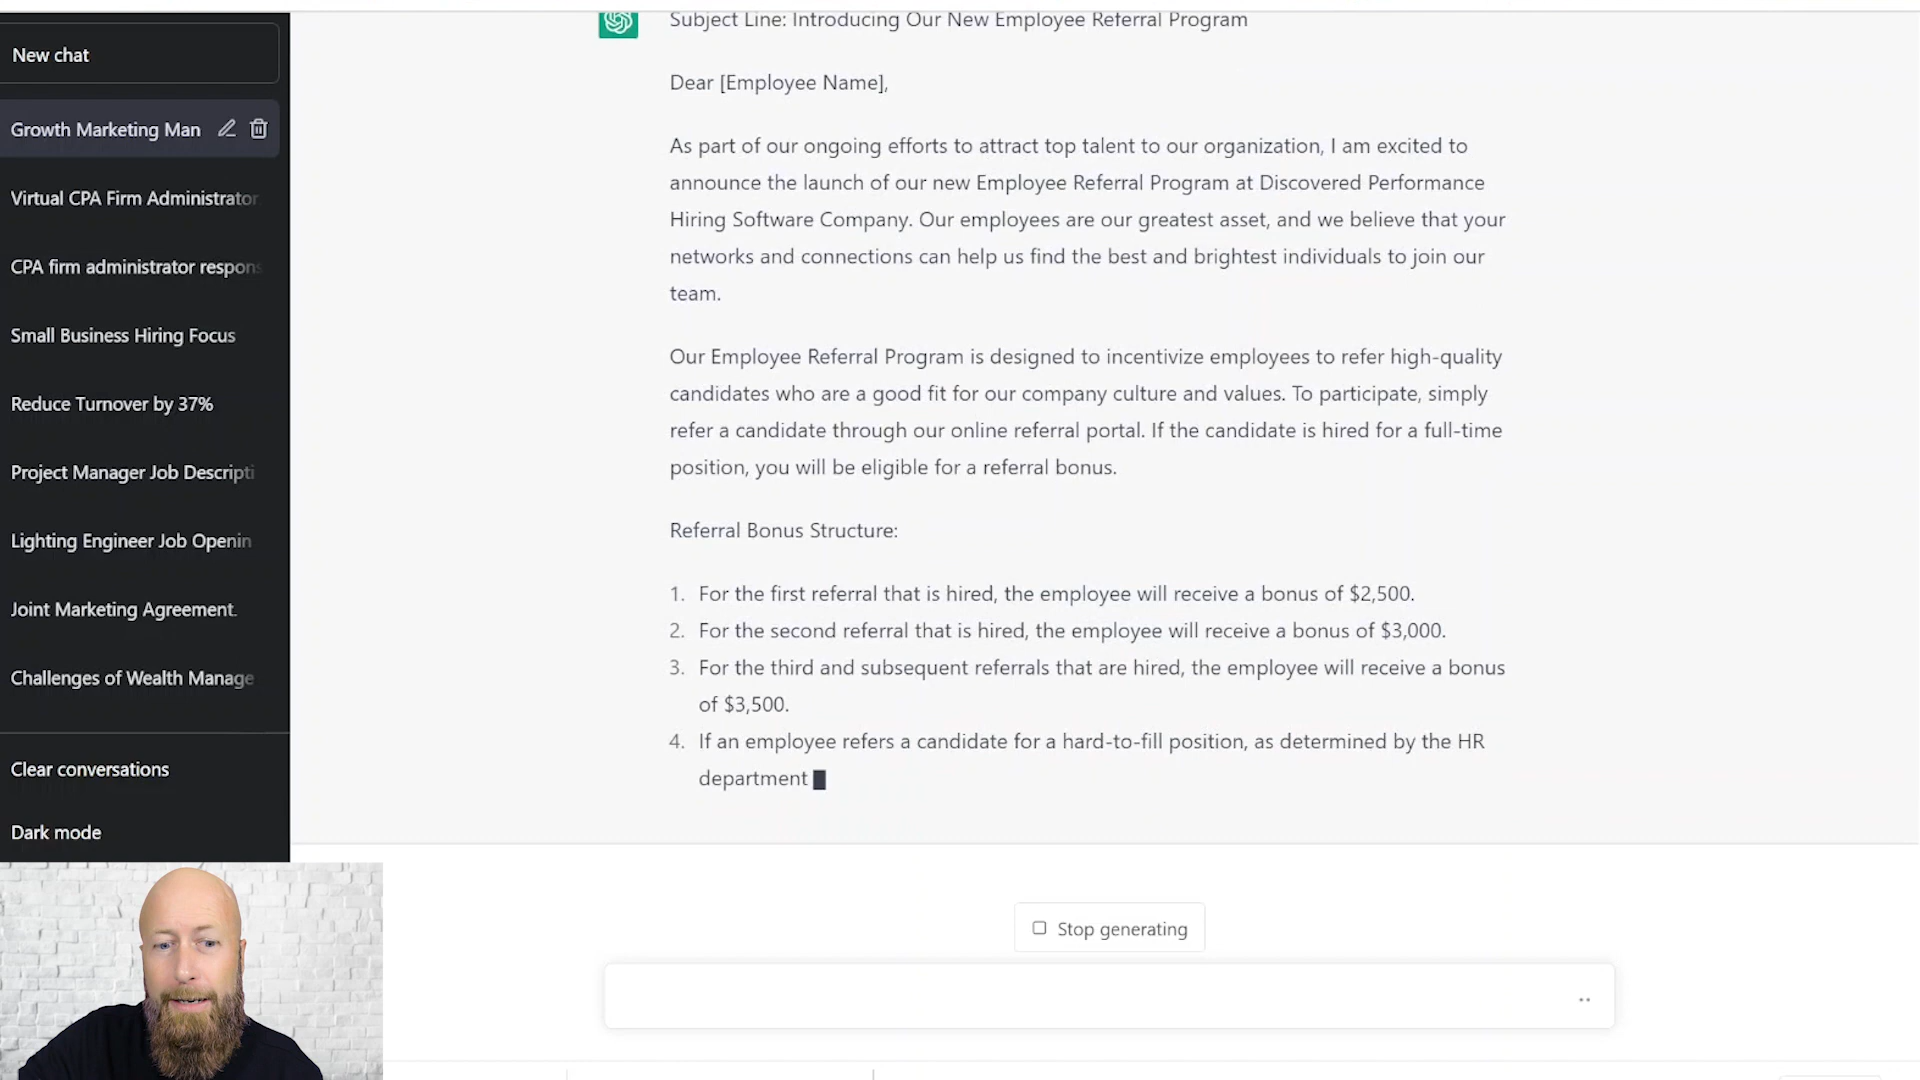 New chat
Growth Marketing Man
Virtual CPA Firm Administrator
CPA firm administrator respons
Small Business Hiring Focus
Reduce Turnover by 37%
Project Manager Job Descripti
Lighting Engineer Job Openin
Joint Marketing Agreement.
Challenges of Wealth Manage
Clear conversations
Dark mode
Subject Line: Introducing Our New Employee Referral Program
Dear [Employee Name],
As part of our ongoing efforts to attract top talent to our organization, I am excited to
announce the launch of our new Employee Referral Program at Discovered Performance
Hiring Software Company. Our employees are our greatest asset, and we believe that your
networks and connections can help us find the best and brightest individuals to join our
team.
Our Employee Referral Program is designed to incentivize employees to refer high-quality
candidates who are a good fit for our company culture and values. To participate, simply
refer a candidate through our online referral portal. If the candidate is hired for a full-time
position, you will be eligible for a referral bonus.
Referral Bonus Structure:
1. For the first referral that is hired, the employee will receive a bonus of $2,500.
2. For the second referral that is hired, the employee will receive a bonus of $3,000.
3. For the third and subsequent referrals that are hired, the employee will receive a bonus
of $3,500.
4. If an employee refers a candidate for a hard-to-fill position, as determined by the HR
department
Stop generating